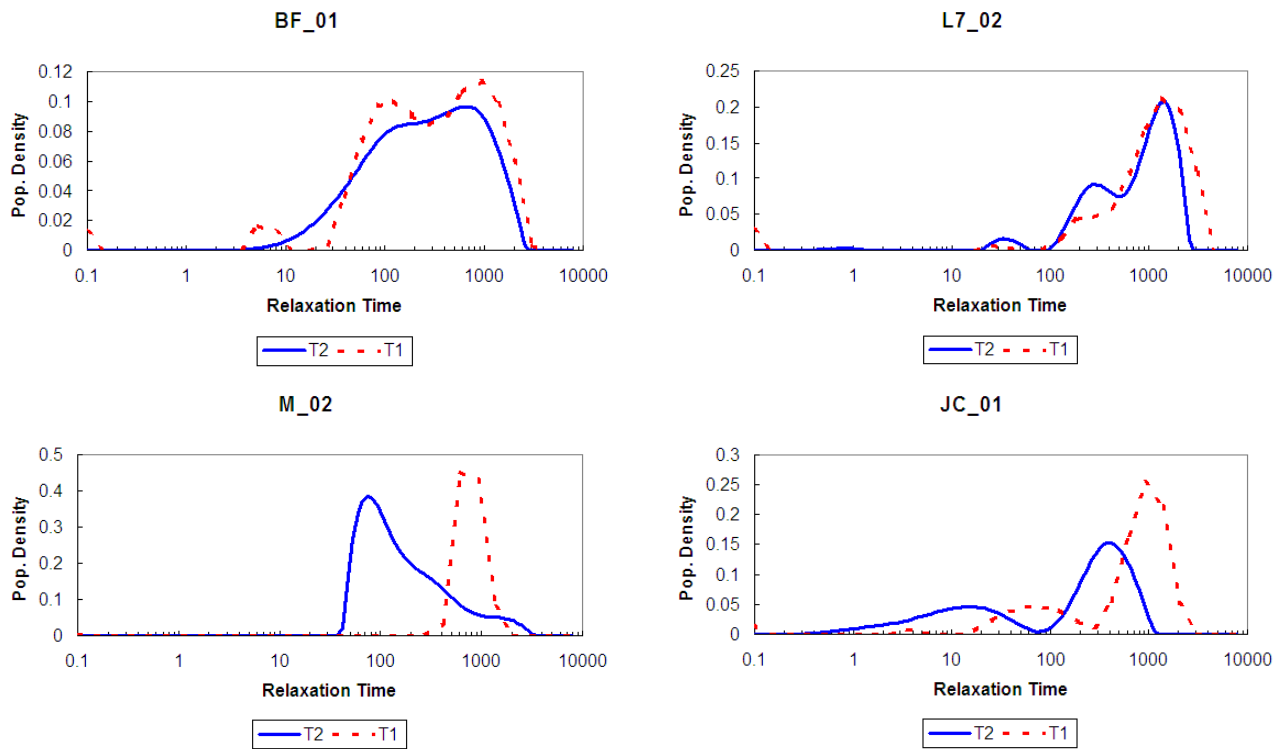 BF_01
0.12
0.1
0.08
0.06
0.04
0.02
0
Pop. Density
0.1 1 10 100 1000 10000
Relaxation Time
T2 T1
L7_02
0.25
0.2
0.15
0.1
0.05
0
Pop. Density
0.1 1 10 100 1000 10000
Relaxation Time
T2 T1
M_02
0.5
0.4
0.3
0.2
0.1
0
Pop. Density
0.1 1 10 100 1000 10000
Relaxation Time
T2 T1
JC_01
0.3
0.25
0.2
0.15
0.1
0.05
0
Pop. Density
0.1 1 10 100 1000 10000
Relaxation Time
T2 T1